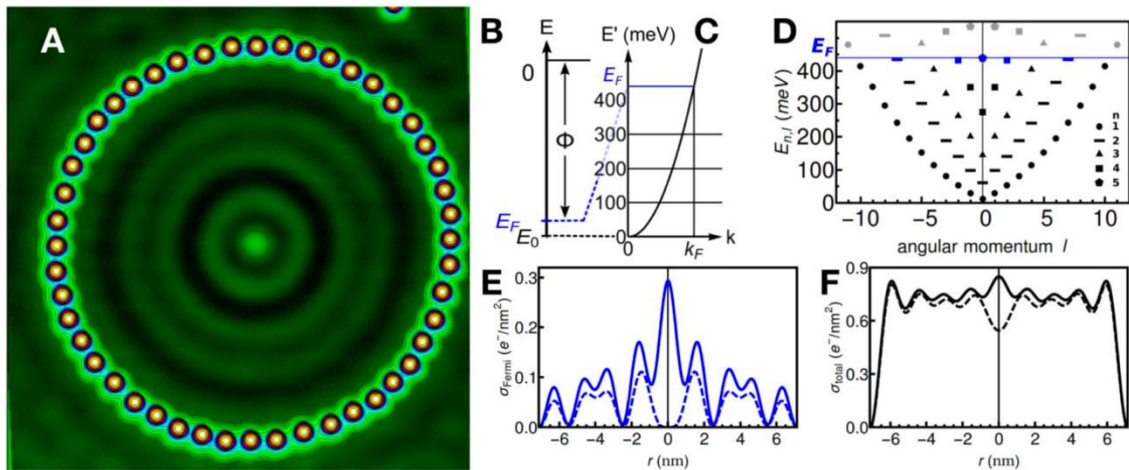 A
B
E
0
Φ
E_F
E_0
C
E' (meV)
E_F
400
300
200
100
0
0
k_F
k
D
E_F
E_{n,l} (meV)
400
300
200
100
0
n
1
2
3
4
5
-10 -5 0 5 10
angular momentum l
E
σ_Fermi (e⁻/nm²)
0.3
0.2
0.1
0.0
−6 −4 −2 0 2 4 6
r (nm)
F
σ_total (e⁻/nm²)
0.9
0.6
0.3
0.0
−6 −4 −2 0 2 4 6
r (nm)